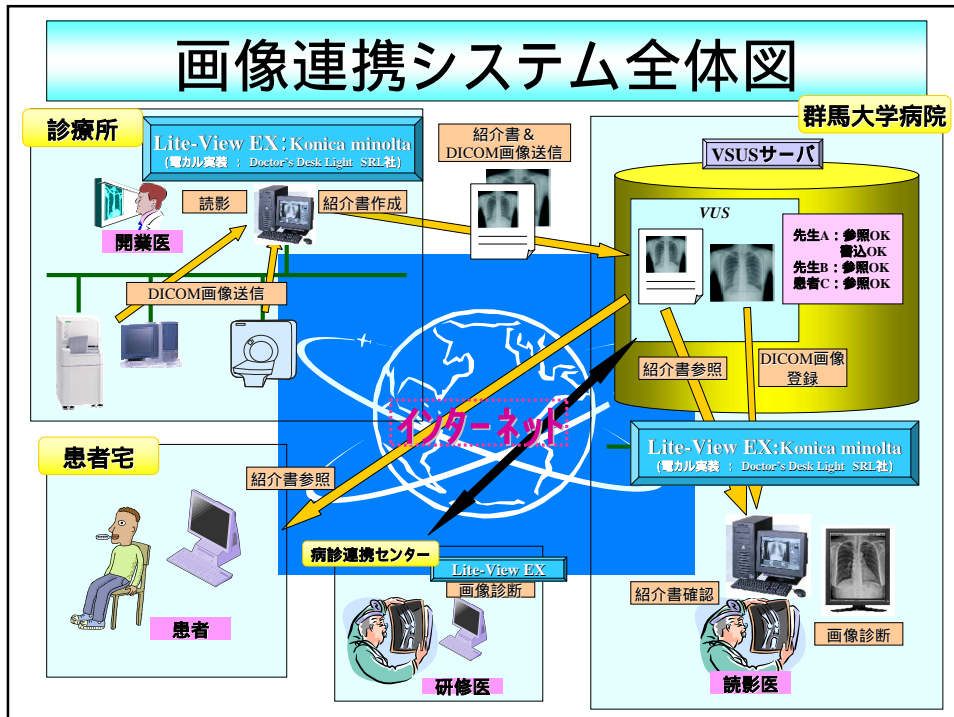 画像連携システム全体図
診療所
Lite-View EX：Konica minolta
(電カル実装 ： Doctor's Desk Light SRL社)
読影
紹介書作成
開業医
DICOM画像送信
紹介書＆
DICOM画像送信
群馬大学病院
VSUSサーバ
VUS
先生A：参照OK
書込OK
先生B：参照OK
患者C：参照OK
紹介書参照
DICOM画像
登録
インターネット
Lite-View EX:Konica minolta
(電カル実装 ： Doctor's Desk Light SRL社)
患者宅
紹介書参照
患者
病診連携センター
Lite-View EX
画像診断
研修医
紹介書確認
画像診断
読影医